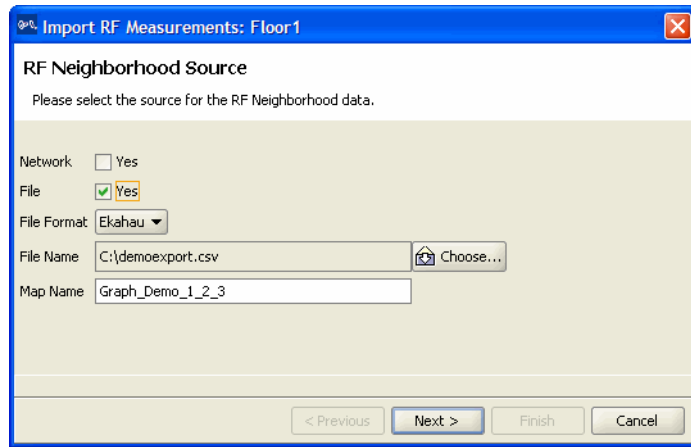 Import RF Measurements: Floor1
RF Neighborhood Source
Please select the source for the RF Neighborhood data.
Network Yes
File Yes
File Format Ekahau
File Name C:\demoexport.csv Choose...
Map Name Graph_Demo_1_2_3
< Previous Next > Finish Cancel